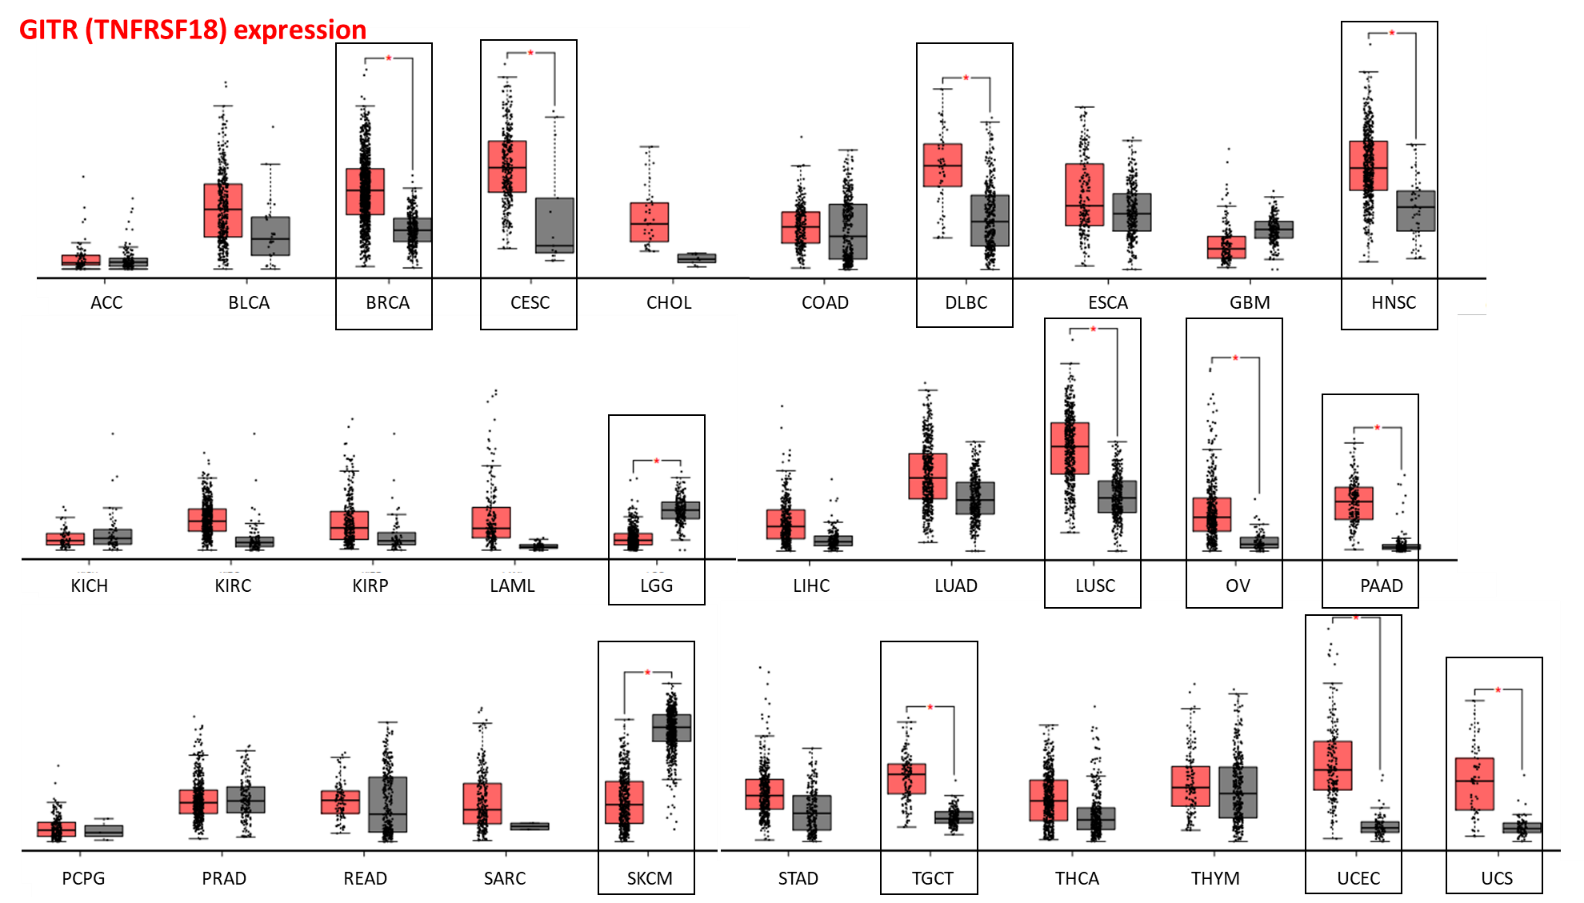 GITR (TNFRSF18) expression
* * * *
ACC BLCA BRCA CESC CHOL COAD DLBC ESCA GBM HNSC
* * * *
KICH KIRC KIRP LAML LGG LIHC LUAD LUSC OV PAAD
* * * *
PCPG PRAD READ SARC SKCM STAD TGCT THCA THYM UCEC UCS